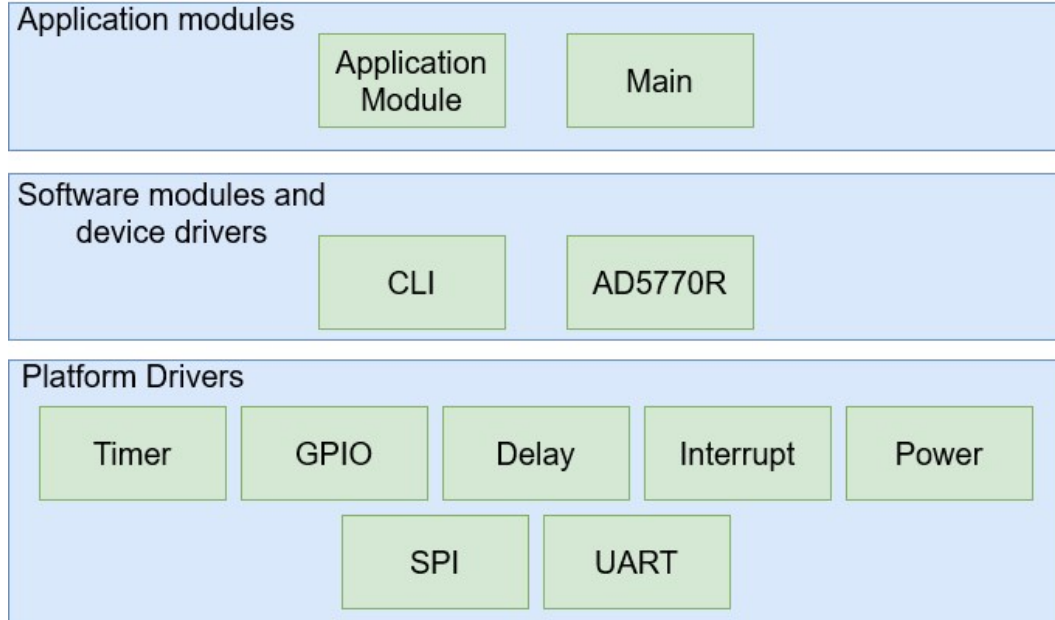 Application modules
Application
Module
Main
Software modules and
device drivers
CLI
AD5770R
Platform Drivers
Timer
GPIO
Delay
Interrupt
Power
SPI
UART